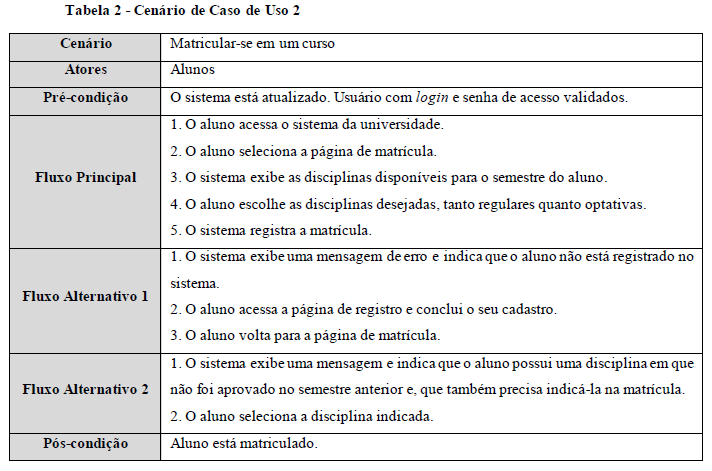 Tabela 2 - Cenário de Caso de Uso 2
Cenário
Matricular-se em um curso
Atores
Alunos
Pré-condição
O sistema está atualizado. Usuário com login e senha de acesso validados.
Fluxo Principal
1. O aluno acessa o sistema da universidade.
2. O aluno seleciona a página de matrícula.
3. O sistema exibe as disciplinas disponíveis para o semestre do aluno.
4. O aluno escolhe as disciplinas desejadas, tanto regulares quanto optativas.
5. O sistema registra a matrícula.
Fluxo Alternativo 1
1. O sistema exibe uma mensagem de erro e indica que o aluno não está registrado no
sistema.
2. O aluno acessa a página de registro e conclui o seu cadastro.
3. O aluno volta para a página de matrícula.
Fluxo Alternativo 2
1. O sistema exibe uma mensagem e indica que o aluno possui uma disciplina em que
não foi aprovado no semestre anterior e, que também precisa indicá-la na matrícula.
2. O aluno seleciona a disciplina indicada.
Pós-condição
Aluno está matriculado.